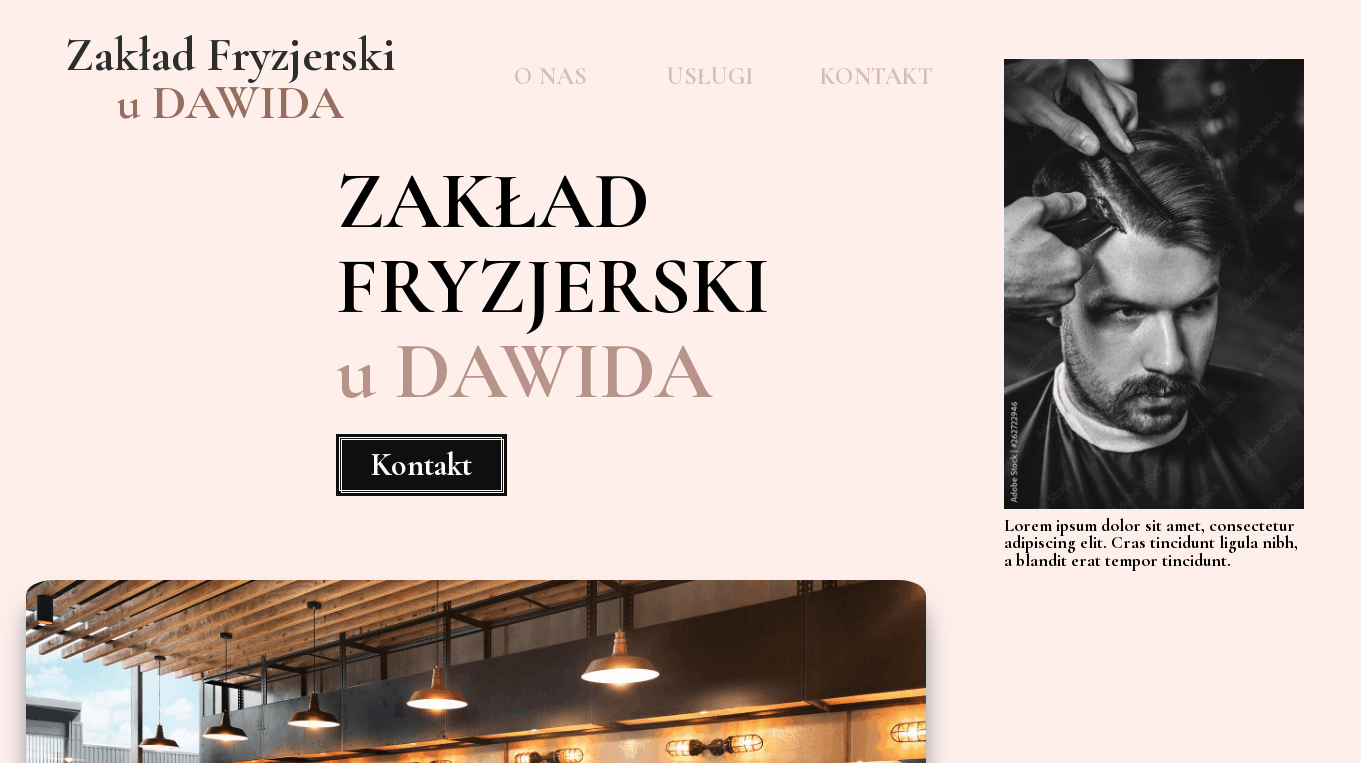 Zakład Fryzjerski
u DAWIDA
O NAS
USŁUGI
KONTAKT
ZAKŁAD
FRYZJERSKI
u DAWIDA
Kontakt
Adobe Stock | #262722946
Lorem ipsum dolor sit amet, consectetur
adipiscing elit. Cras tincidunt ligula nibh,
a blandit erat tempor tincidunt.